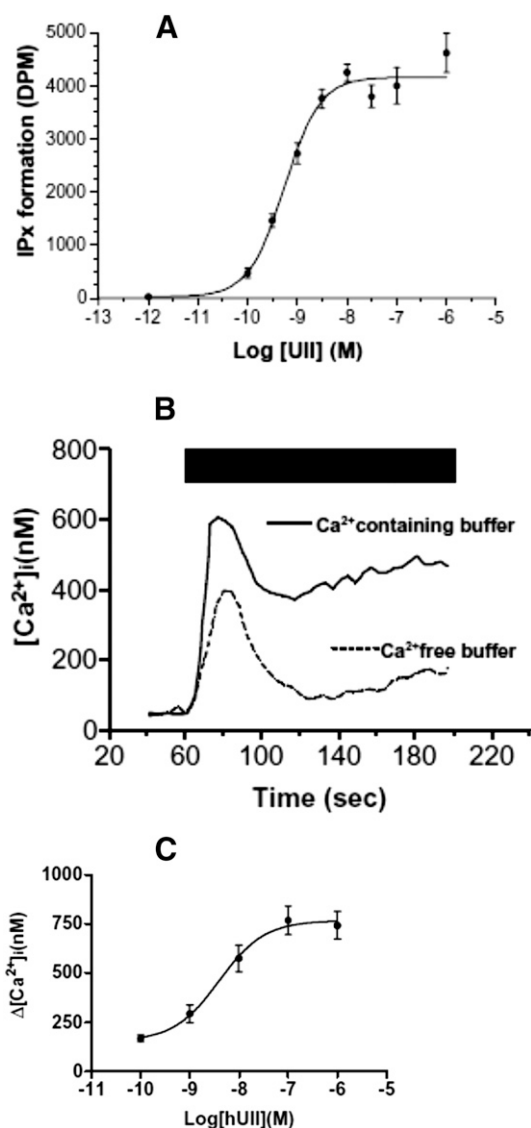 A
IPx formation (DPM)
5000
4000
3000
2000
1000
0
-13 -12 -11 -10 -9 -8 -7 -6 -5
Log [UII] (M)
B
[Ca²⁺]i(nM)
800
600
400
200
0
Ca²⁺containing buffer
Ca²⁺free buffer
20 60 100 140 180 220
Time (sec)
C
Δ[Ca²⁺]i(nM)
1000
750
500
250
0
-11 -10 -9 -8 -7 -6 -5
Log[hUII](M)